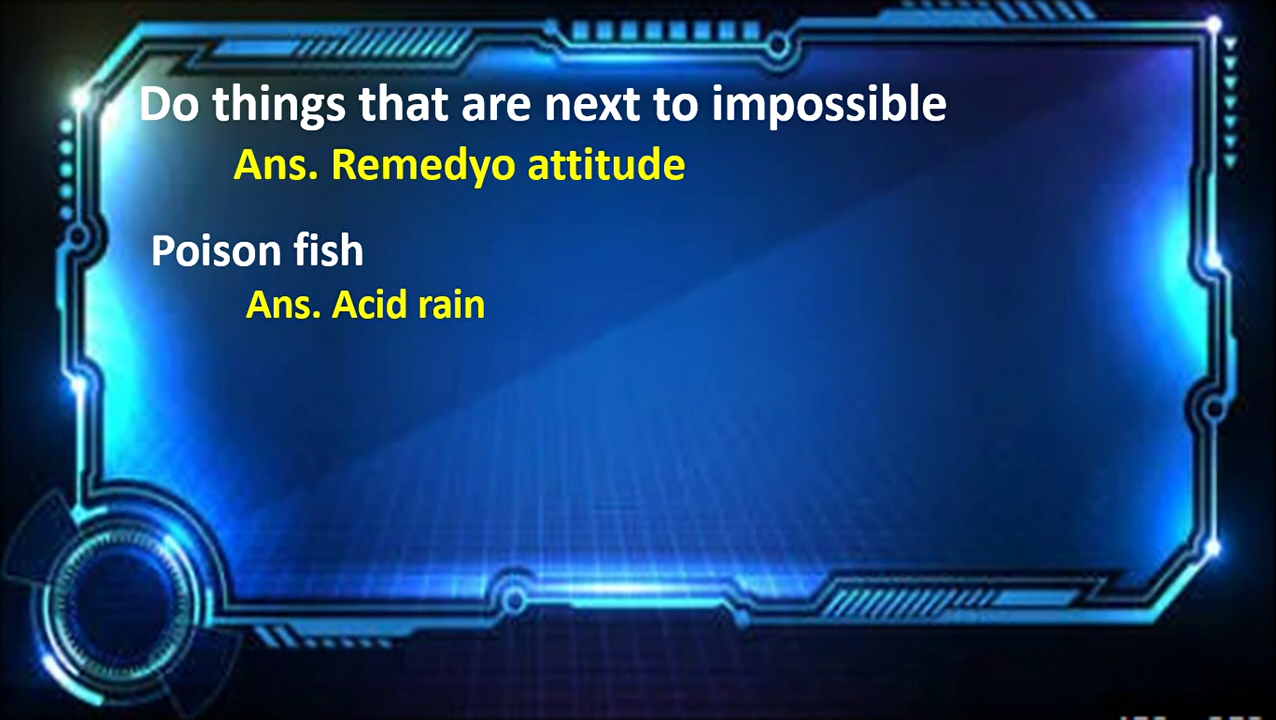 Do things that are next to impossible
Ans. Remedyo attitude
Poison fish
Ans. Acid rain